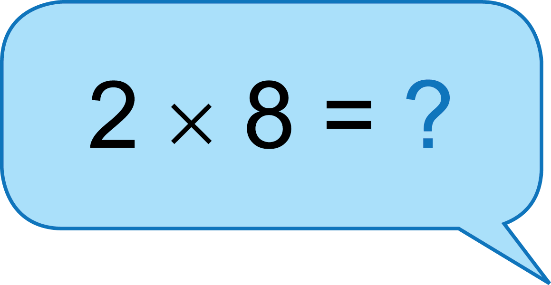 2 × 8 = ?